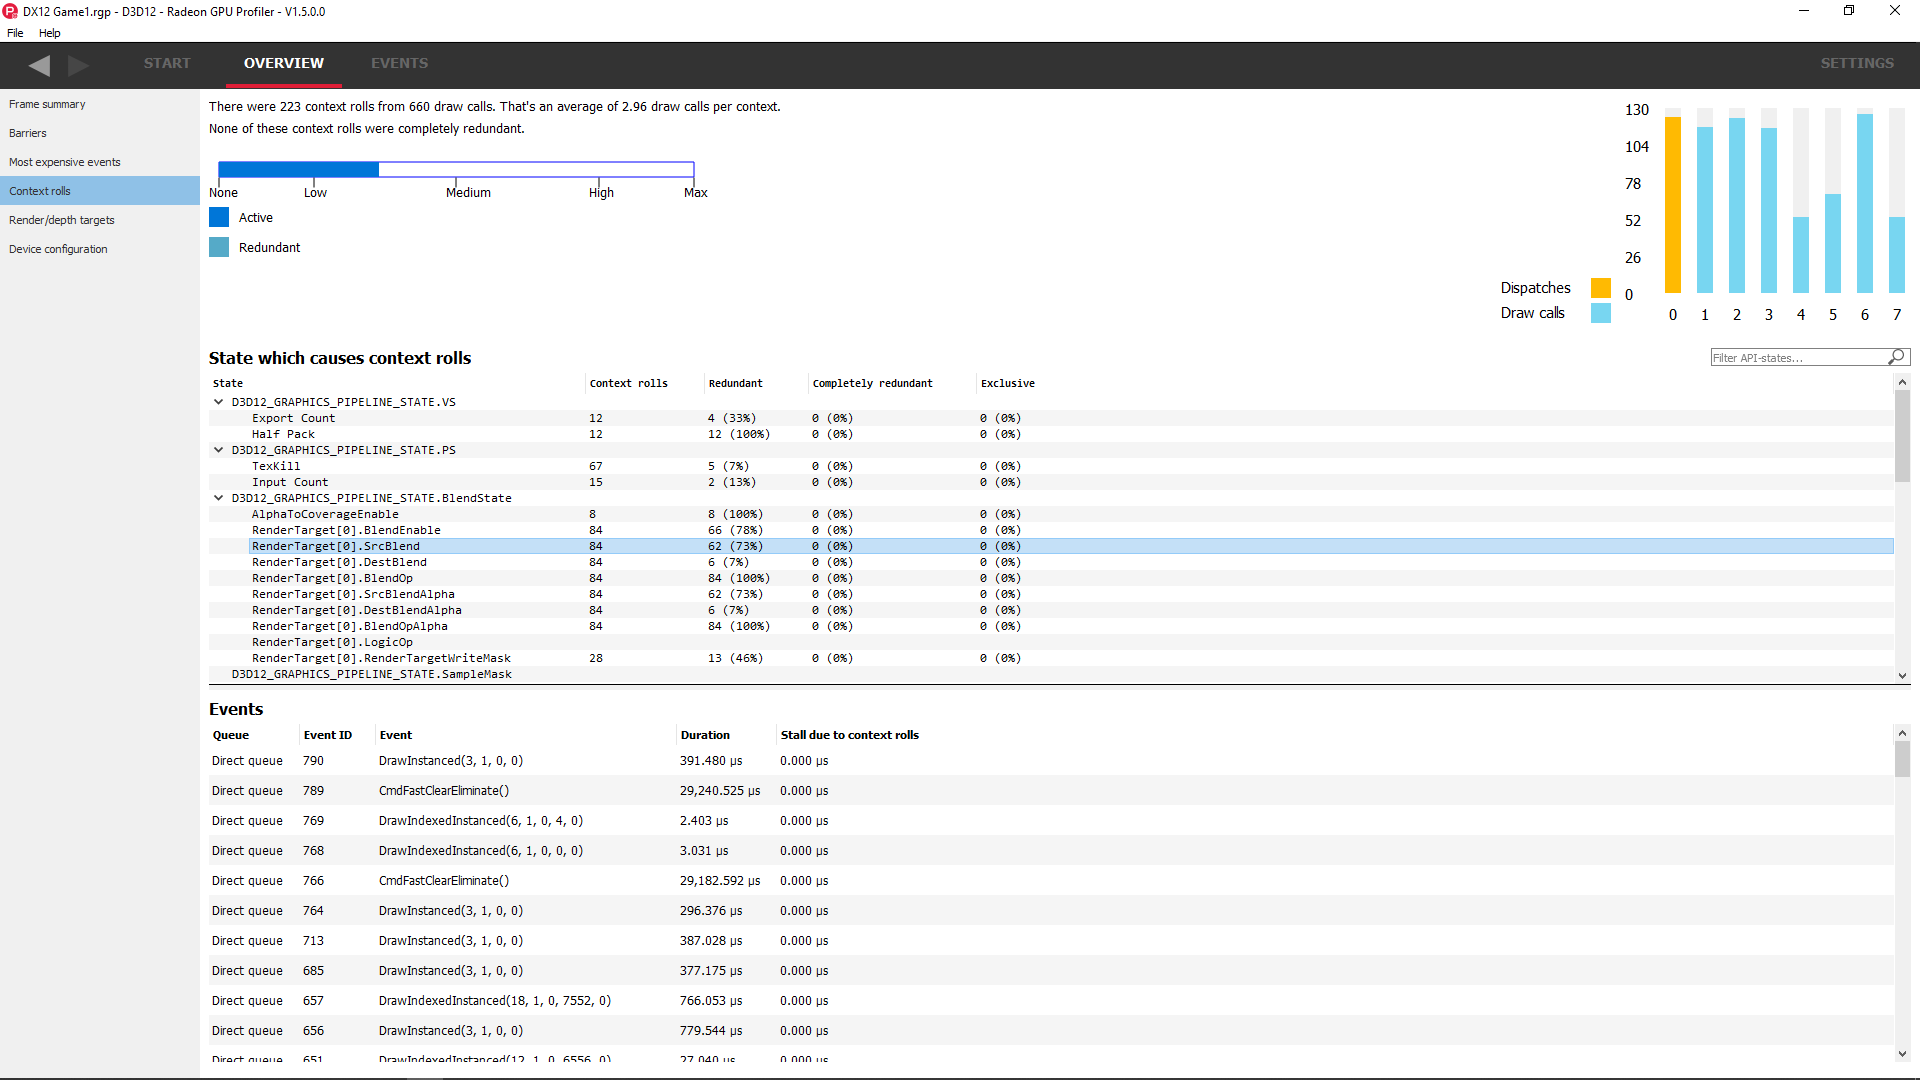 DX12 Game1.rgp - D3D12 - Radeon GPU Profiler - V1.5.0.0
File Help
START OVERVIEW EVENTS SETTINGS
Frame summary
Barriers
Most expensive events
Context rolls
Render/depth targets
Device configuration
There were 223 context rolls from 660 draw calls. That's an average of 2.96 draw calls per context.
None of these context rolls were completely redundant.
None Low Medium High Max
Active
Redundant
130
104
78
52
26
0
Dispatches
Draw calls
0 1 2 3 4 5 6 7
State which causes context rolls
Filter API-states...
State Context rolls Redundant Completely redundant Exclusive
D3D12_GRAPHICS_PIPELINE_STATE.VS
Export Count 12 4 (33%) 0 (0%) 0 (0%)
Half Pack 12 12 (100%) 0 (0%) 0 (0%)
D3D12_GRAPHICS_PIPELINE_STATE.PS
TexKill 67 5 (7%) 0 (0%) 0 (0%)
Input Count 15 2 (13%) 0 (0%) 0 (0%)
D3D12_GRAPHICS_PIPELINE_STATE.BlendState
AlphaToCoverageEnable 8 8 (100%) 0 (0%) 0 (0%)
RenderTarget[0].BlendEnable 84 66 (78%) 0 (0%) 0 (0%)
RenderTarget[0].SrcBlend 84 62 (73%) 0 (0%) 0 (0%)
RenderTarget[0].DestBlend 84 6 (7%) 0 (0%) 0 (0%)
RenderTarget[0].BlendOp 84 84 (100%) 0 (0%) 0 (0%)
RenderTarget[0].SrcBlendAlpha 84 62 (73%) 0 (0%) 0 (0%)
RenderTarget[0].DestBlendAlpha 84 6 (7%) 0 (0%) 0 (0%)
RenderTarget[0].BlendOpAlpha 84 84 (100%) 0 (0%) 0 (0%)
RenderTarget[0].LogicOp
RenderTarget[0].RenderTargetWriteMask 28 13 (46%) 0 (0%) 0 (0%)
D3D12_GRAPHICS_PIPELINE_STATE.SampleMask
Events
Queue Event ID Event Duration Stall due to context rolls
Direct queue 790 DrawInstanced(3, 1, 0, 0) 391.480 µs 0.000 µs
Direct queue 789 CmdFastClearEliminate() 29,240.525 µs 0.000 µs
Direct queue 769 DrawIndexedInstanced(6, 1, 0, 4, 0) 2.403 µs 0.000 µs
Direct queue 768 DrawIndexedInstanced(6, 1, 0, 0, 0) 3.031 µs 0.000 µs
Direct queue 766 CmdFastClearEliminate() 29,182.592 µs 0.000 µs
Direct queue 764 DrawInstanced(3, 1, 0, 0) 296.376 µs 0.000 µs
Direct queue 713 DrawInstanced(3, 1, 0, 0) 387.028 µs 0.000 µs
Direct queue 685 DrawInstanced(3, 1, 0, 0) 377.175 µs 0.000 µs
Direct queue 657 DrawIndexedInstanced(18, 1, 0, 7552, 0) 766.053 µs 0.000 µs
Direct queue 656 DrawInstanced(3, 1, 0, 0) 779.544 µs 0.000 µs
Direct queue 651 DrawIndexedInstanced(12, 1, 0, 6556, 0) 27.040 µs 0.000 µs